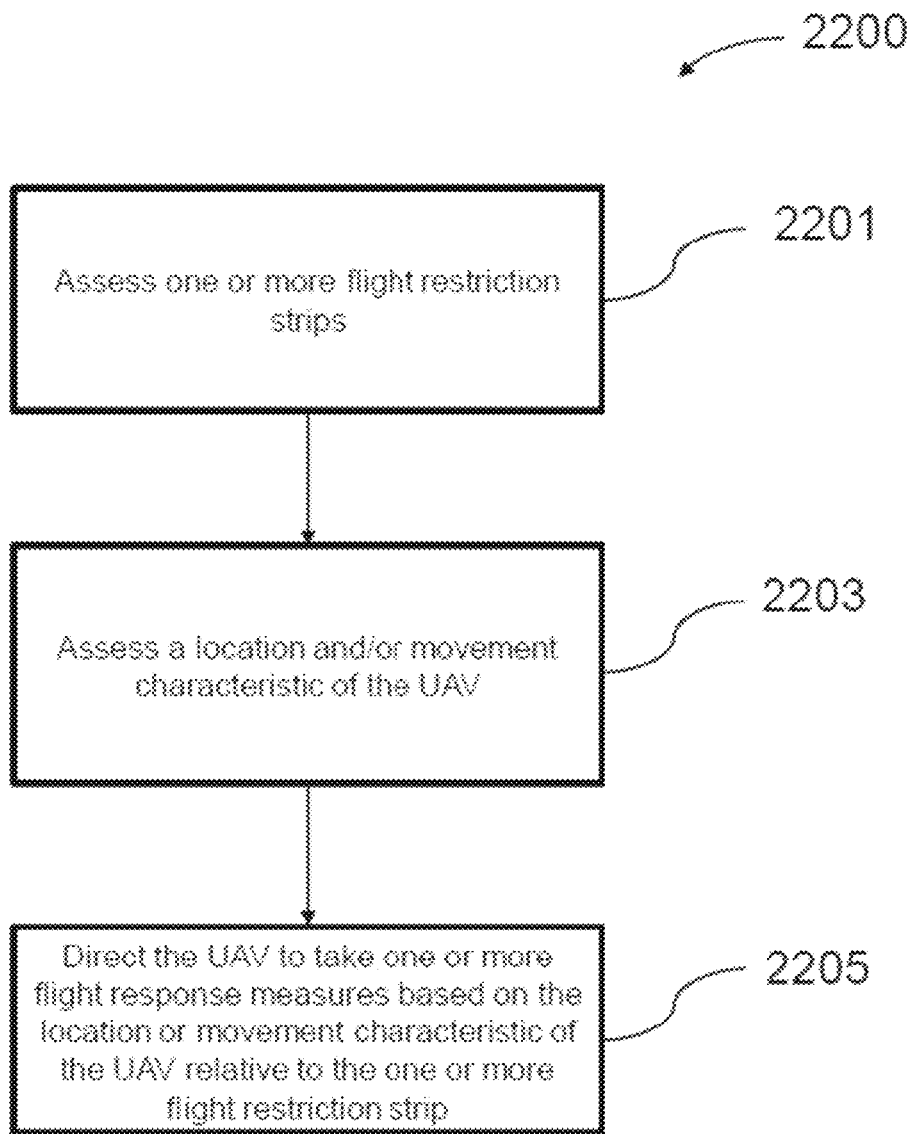 2200
Assess one or more flight restriction
strips
2201
Assess a location and/or movement
characteristic of the UAV
2203
Direct the UAV to take one or more
flight response measures based on the
location or movement characteristic of
the UAV relative to the one or more
flight restriction strip
2205